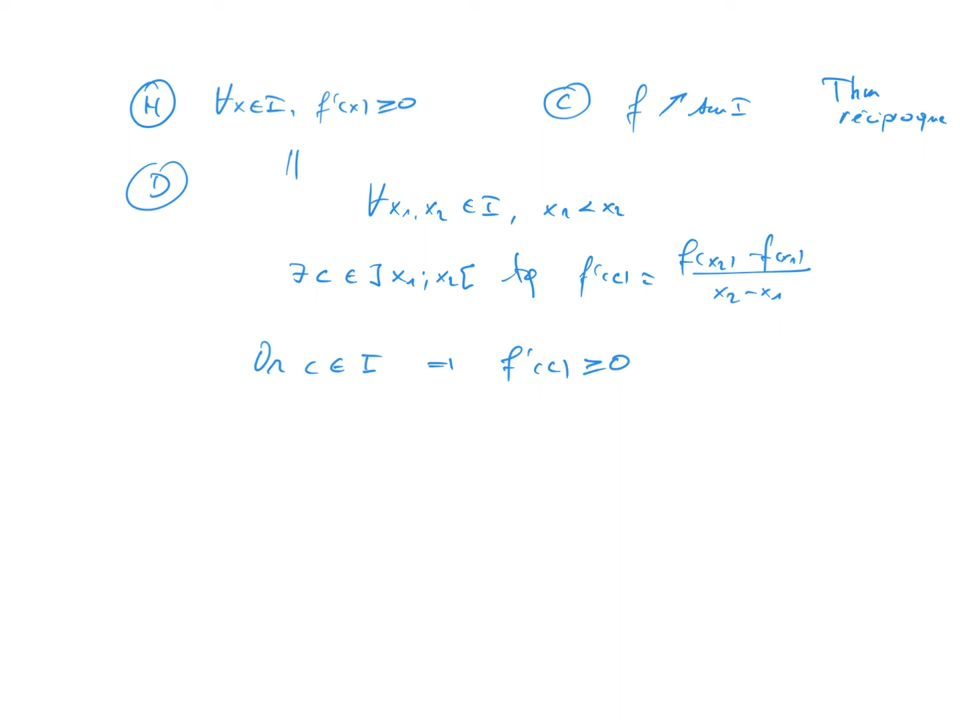 H ∀x∈I, f'(x) ≥ 0 C f ↗ sur I Thm réciproque
D ||
∀x₁, x₂ ∈ I, x₁ < x₂
∃ c ∈ ]x₁; x₂[ tq f'(c) = (f(x₂) - f(x₁))/(x₂ - x₁)
Or c ∈ I ⇒ f'(c) ≥ 0